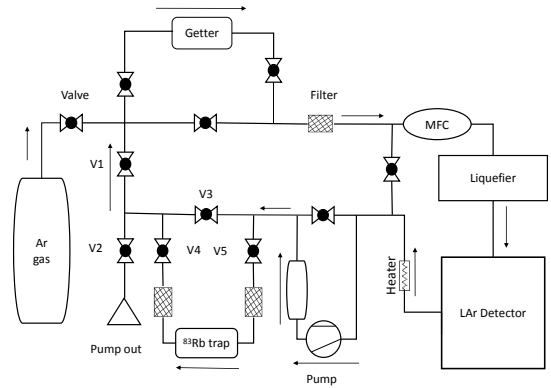 Getter
Valve
Filter
MFC
V1
Liquefier
V3
Ar
gas
V2
V4
V5
Heater
LAr Detector
⁸³Rb trap
Pump out
Pump